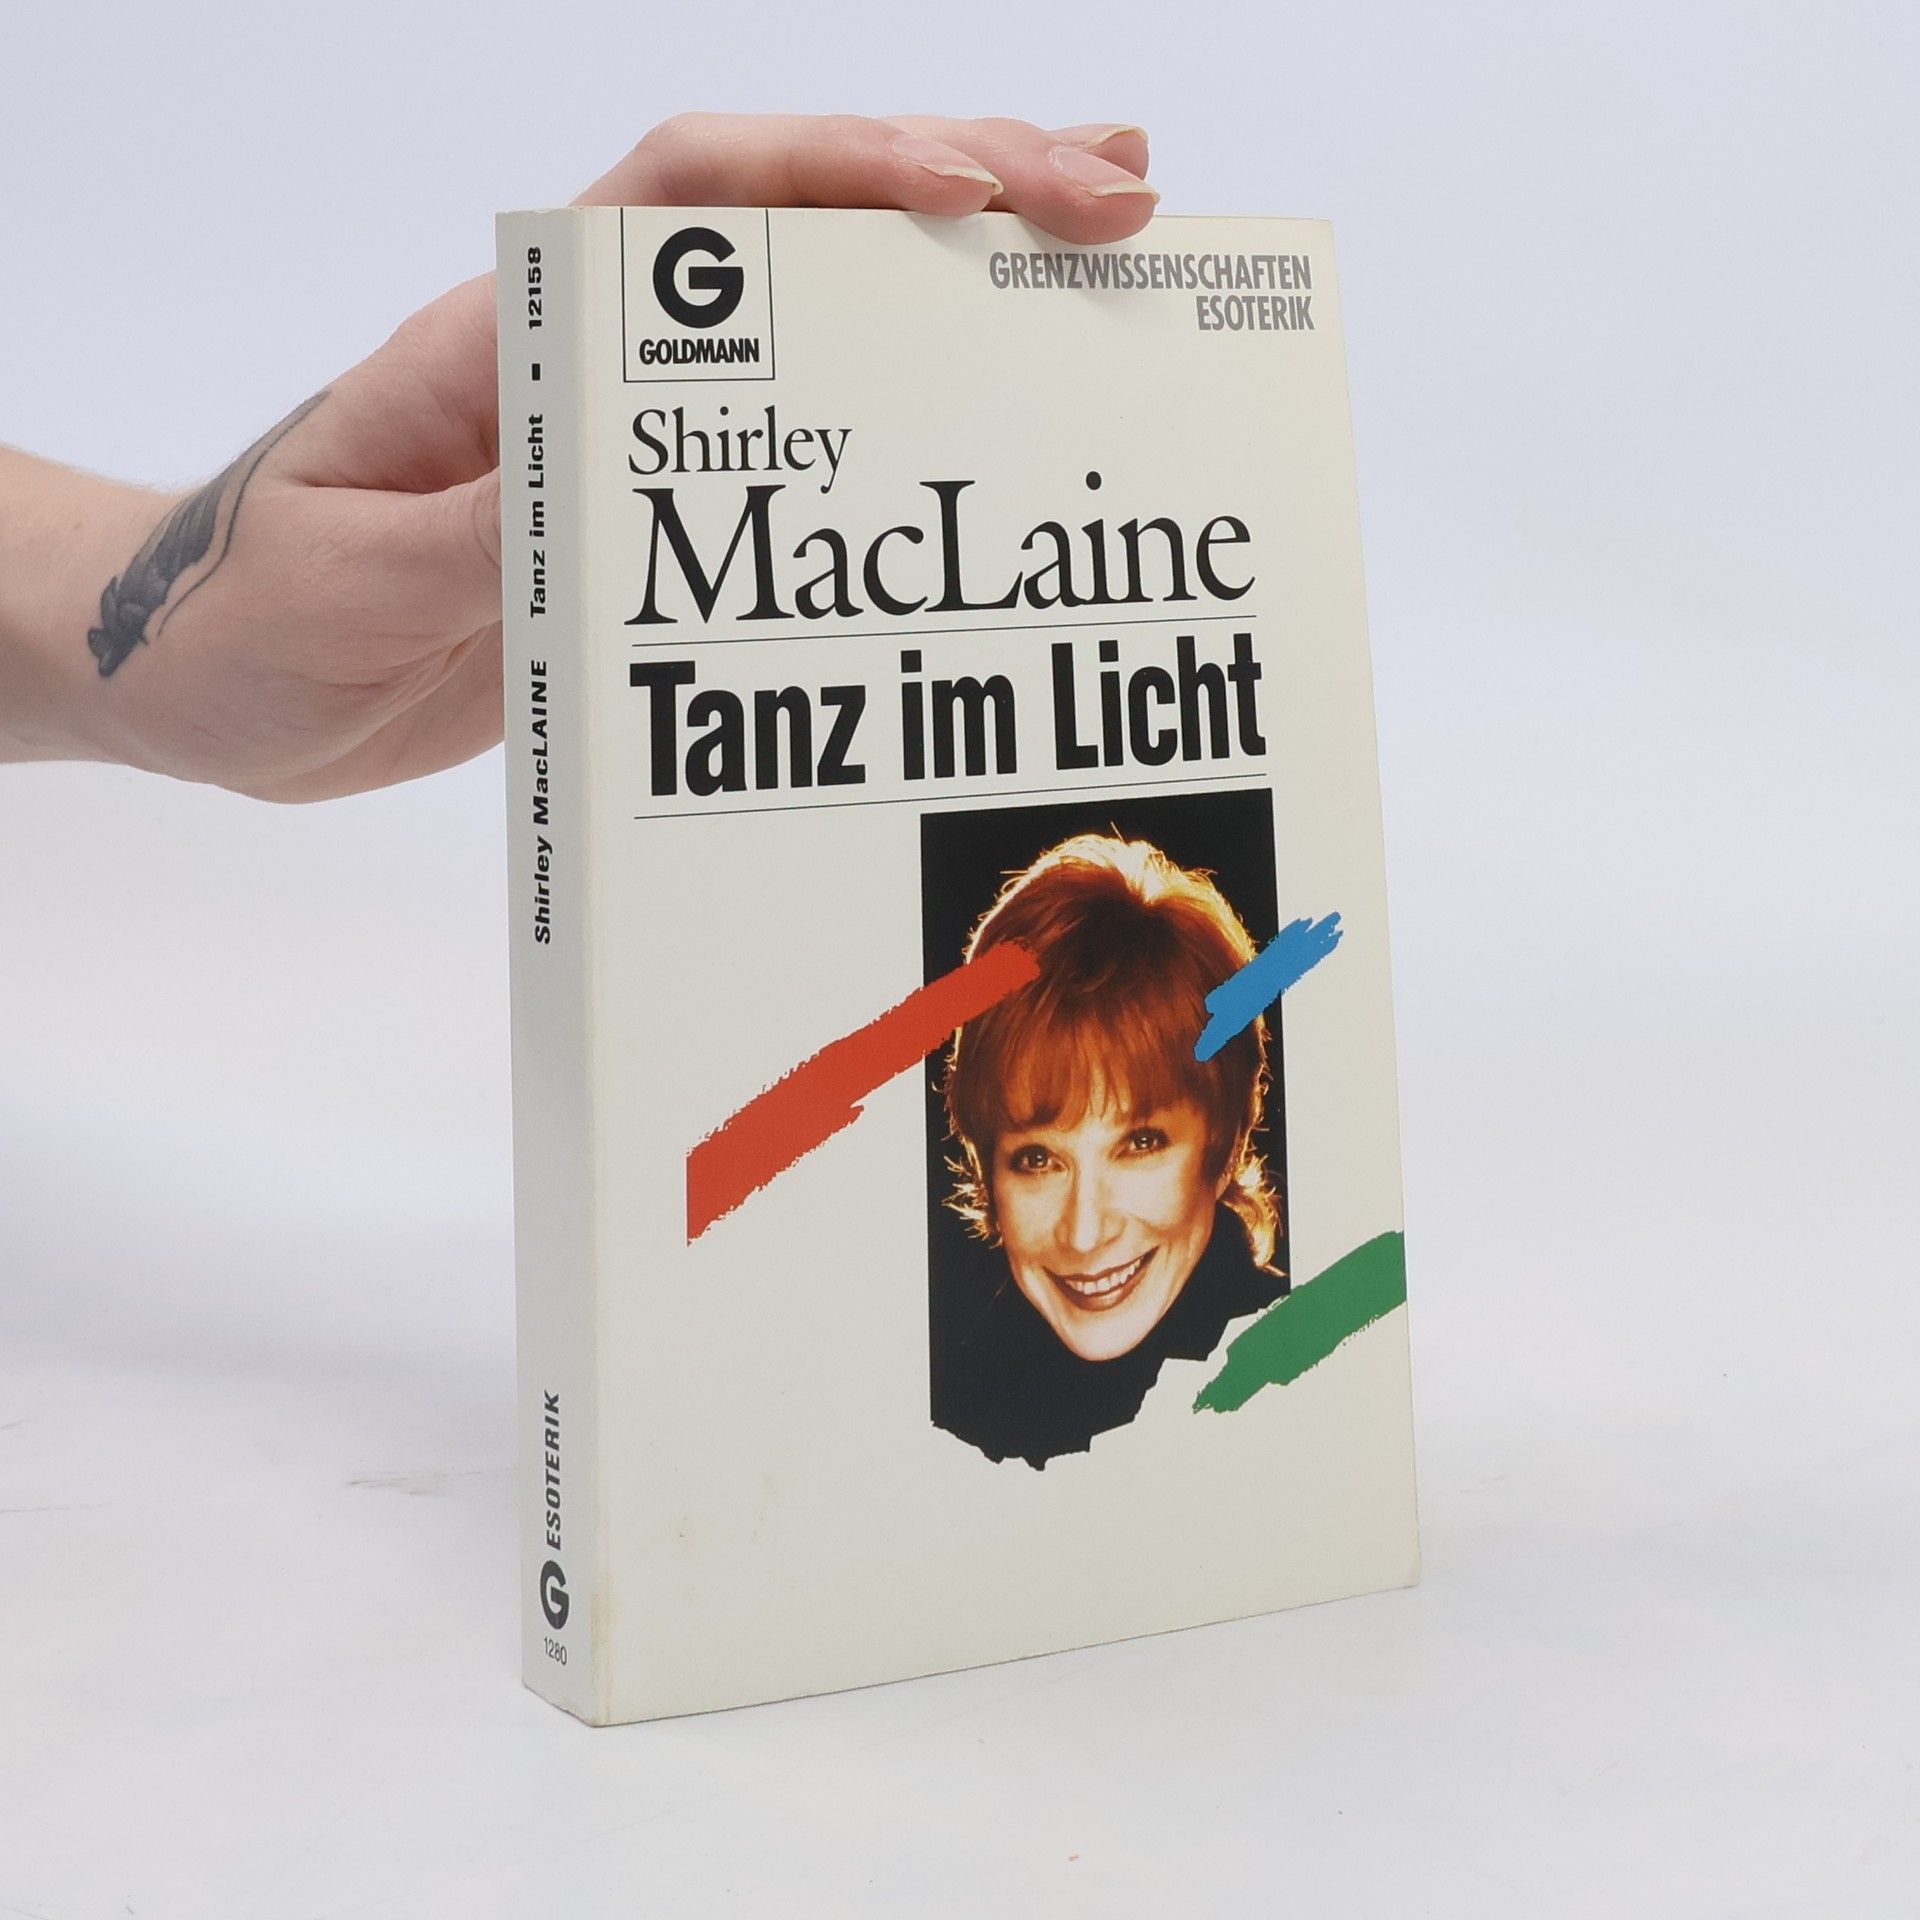 G
GOLDMANN
GRENZWISSENSCHAFTEN
ESOTERIK
Shirley
MacLaine
Tanz im Licht
Shirley MacLAINE Tanz im Licht ■ 12158
G ESOTERIK
1280